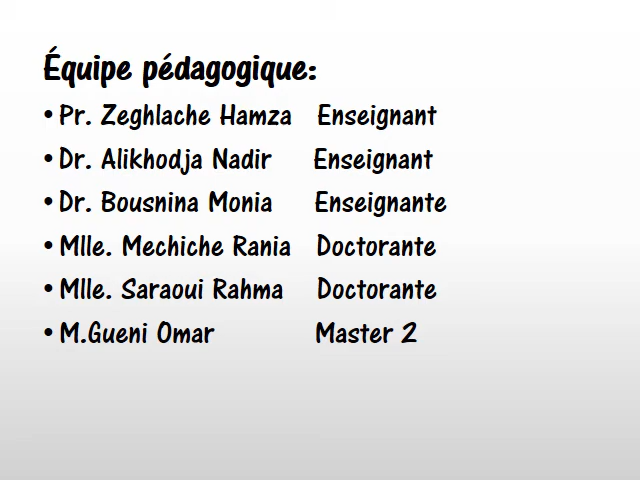 Équipe pédagogique:
• Pr. Zeghlache Hamza Enseignant
• Dr. Alikhodja Nadir Enseignant
• Dr. Bousnina Monia Enseignante
• Mlle. Mechiche Rania Doctorante
• Mlle. Saraoui Rahma Doctorante
• M.Gueni Omar Master 2